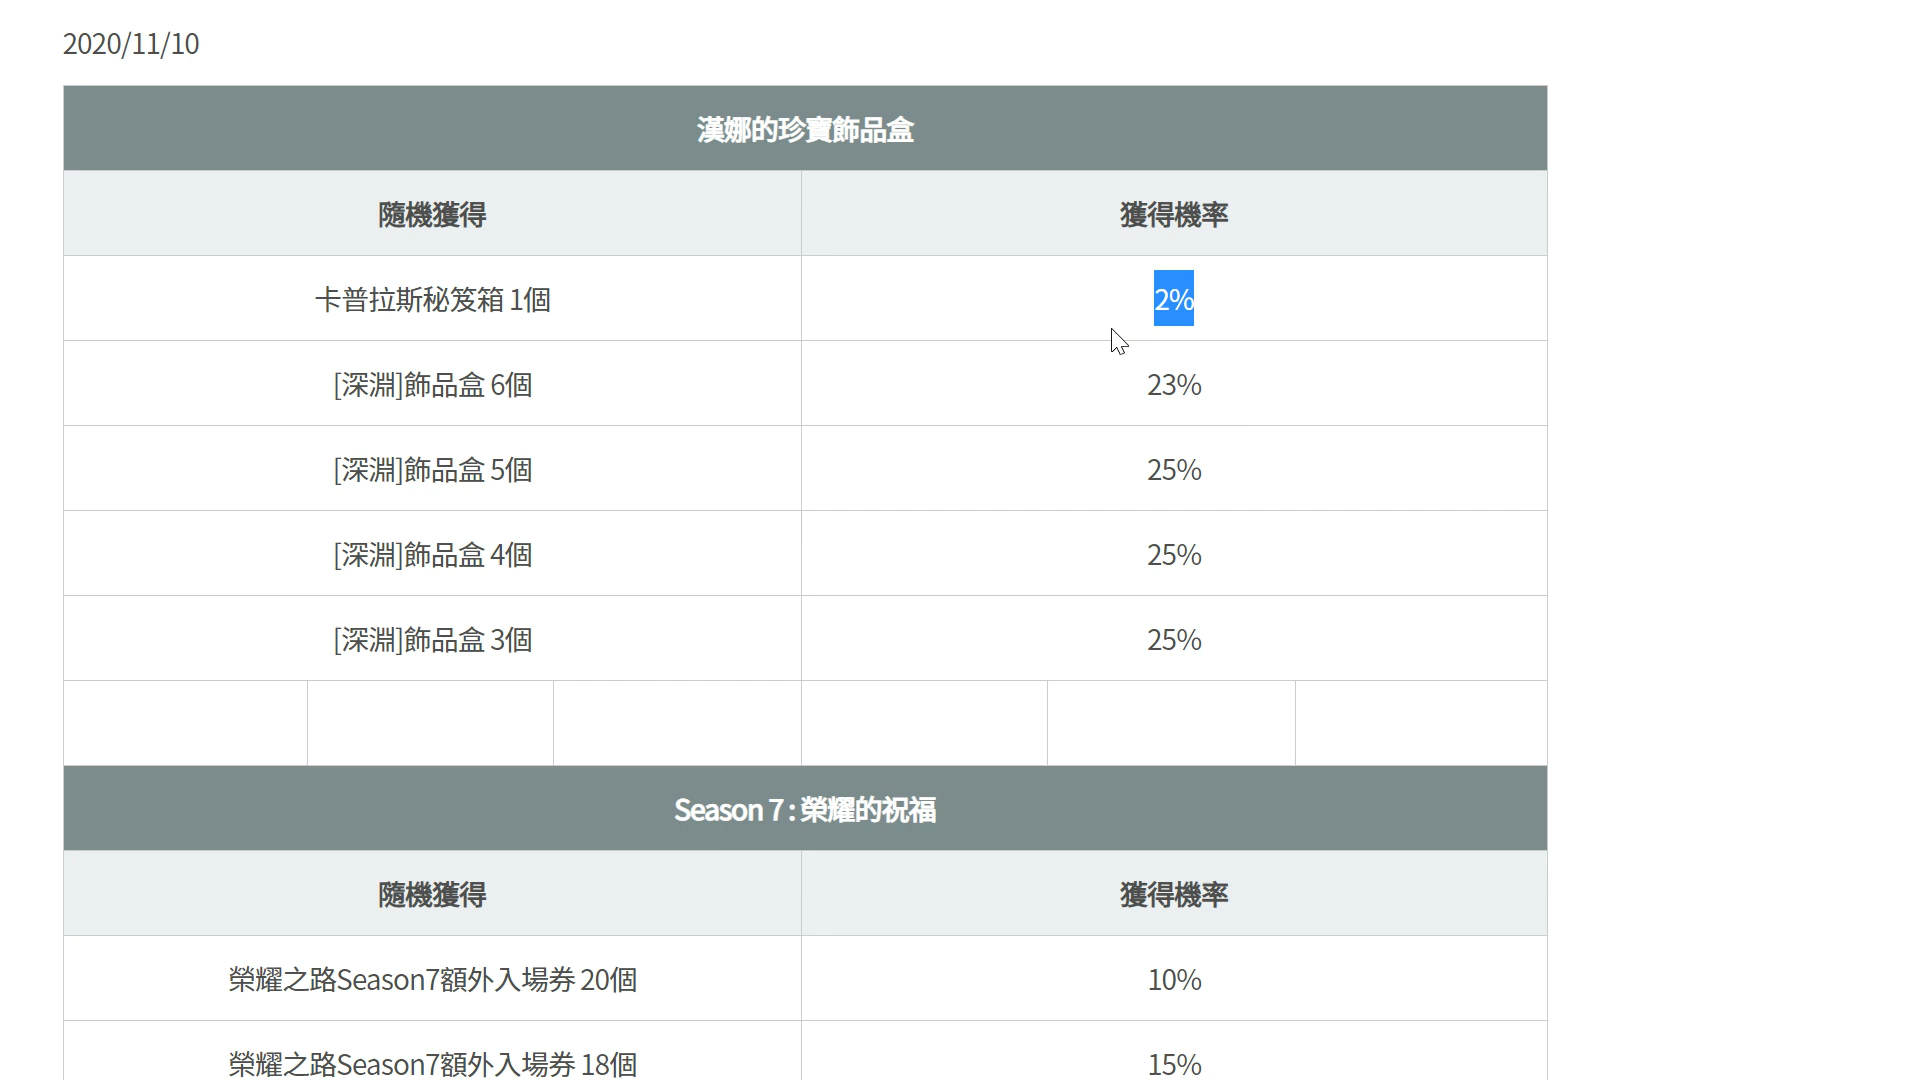 2020/11/10
漢娜的珍寶飾品盒
隨機獲得 獲得機率
卡普拉斯秘笈箱 1個 2%
[深淵]飾品盒 6個 23%
[深淵]飾品盒 5個 25%
[深淵]飾品盒 4個 25%
[深淵]飾品盒 3個 25%
Season 7 : 榮耀的祝福
隨機獲得 獲得機率
榮耀之路Season7額外入場券 20個 10%
榮耀之路Season7額外入場券 18個 15%